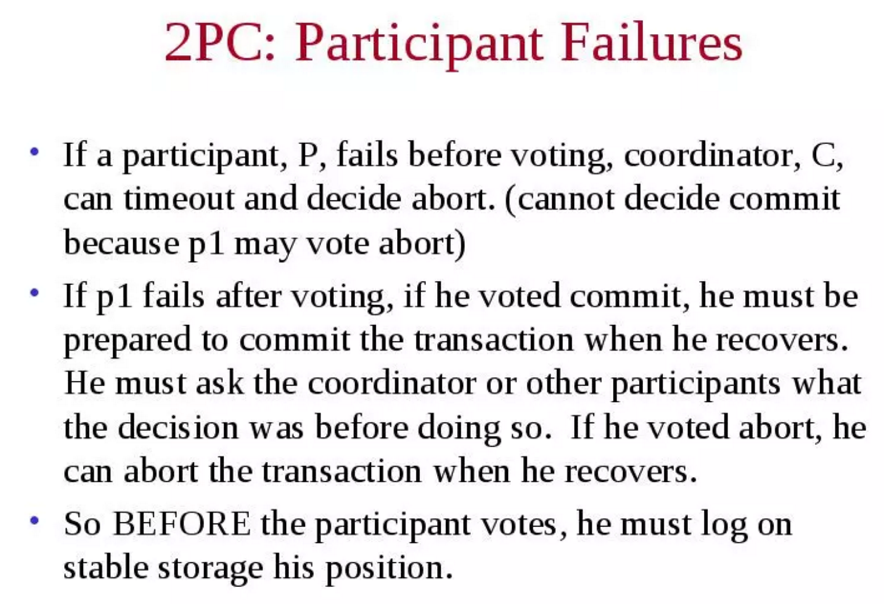 2PC: Participant Failures
• If a participant, P, fails before voting, coordinator, C,
can timeout and decide abort. (cannot decide commit
because p1 may vote abort)
• If p1 fails after voting, if he voted commit, he must be
prepared to commit the transaction when he recovers.
He must ask the coordinator or other participants what
the decision was before doing so.  If he voted abort, he
can abort the transaction when he recovers.
• So BEFORE the participant votes, he must log on
stable storage his position.